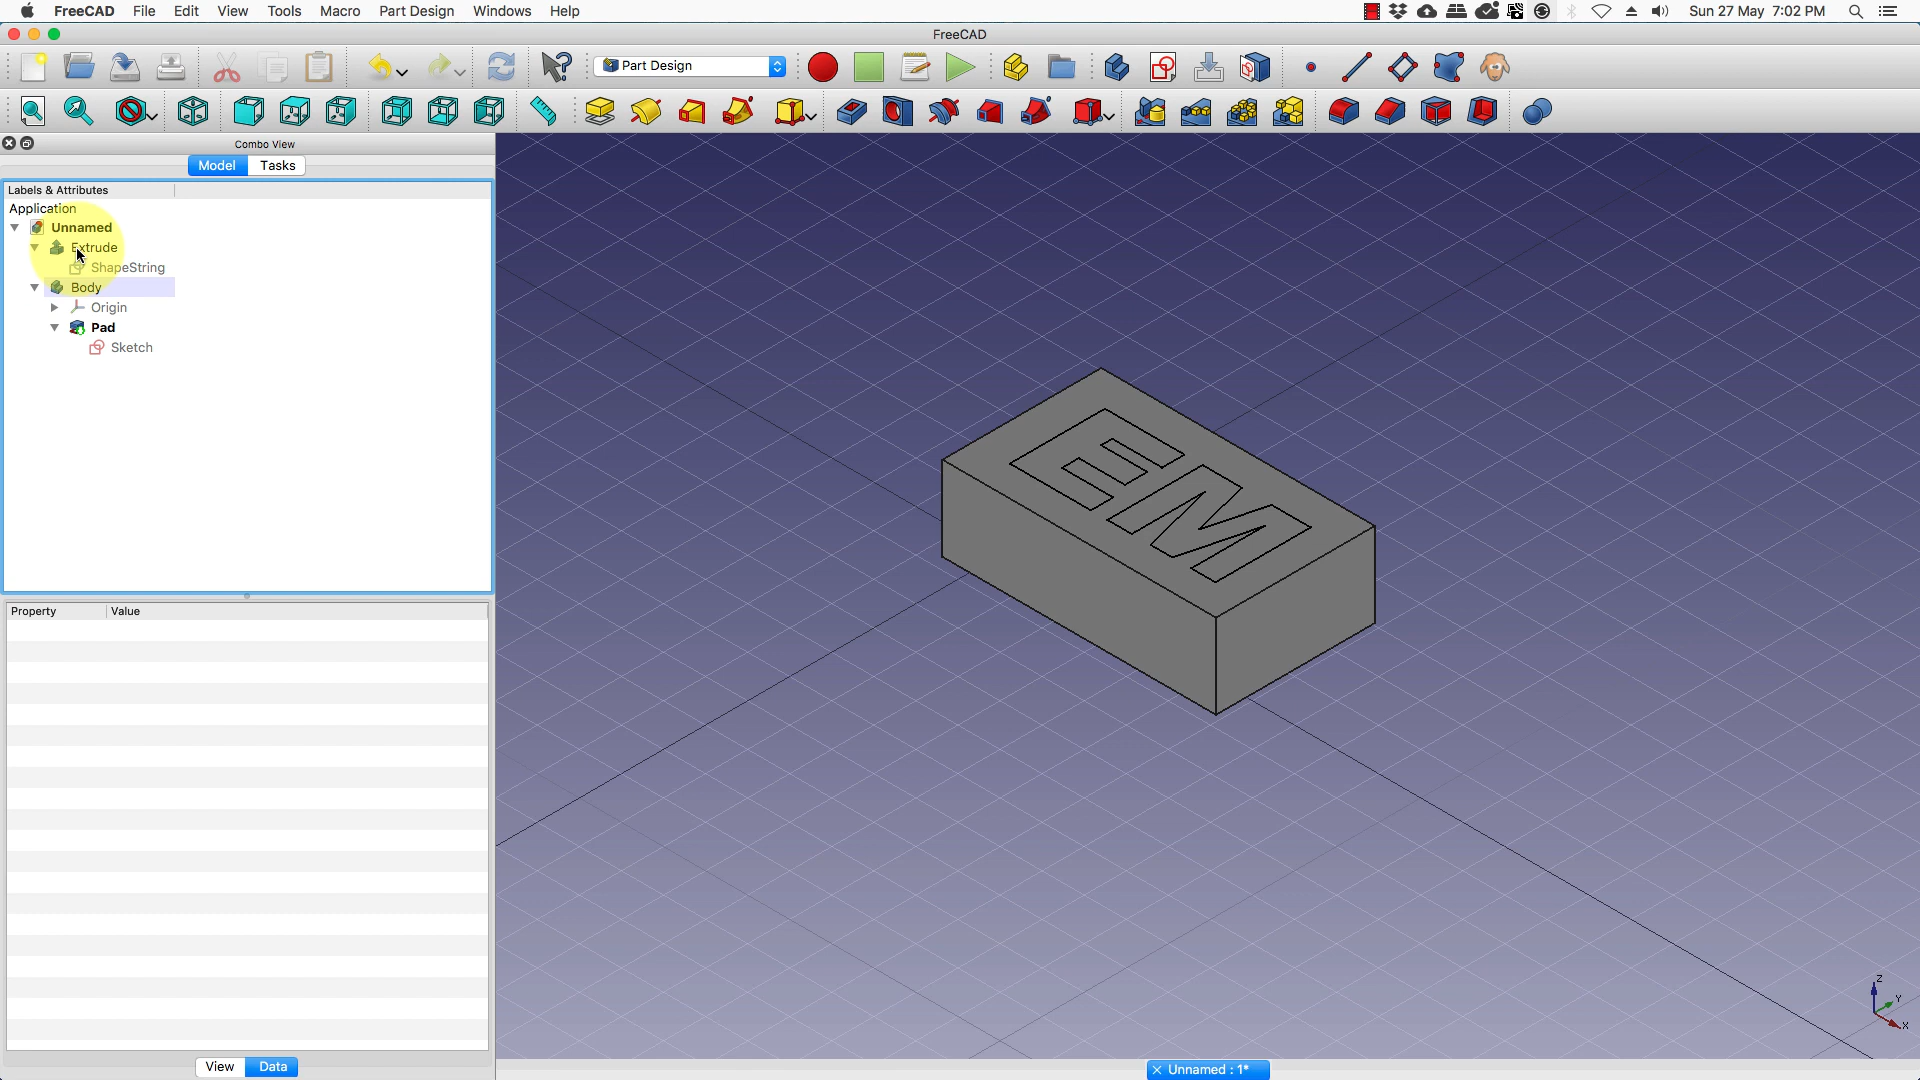 FreeCAD File Edit View Tools Macro Part Design Windows Help Sun 27 May 7:02 PM
FreeCAD
Part Design
Combo View
Model Tasks
Labels & Attributes
Application
Unnamed
Extrude
ShapeString
Body
Origin
Pad
Sketch
EM
Property Value
Z
Y
X
View Data
Unnamed : 1*